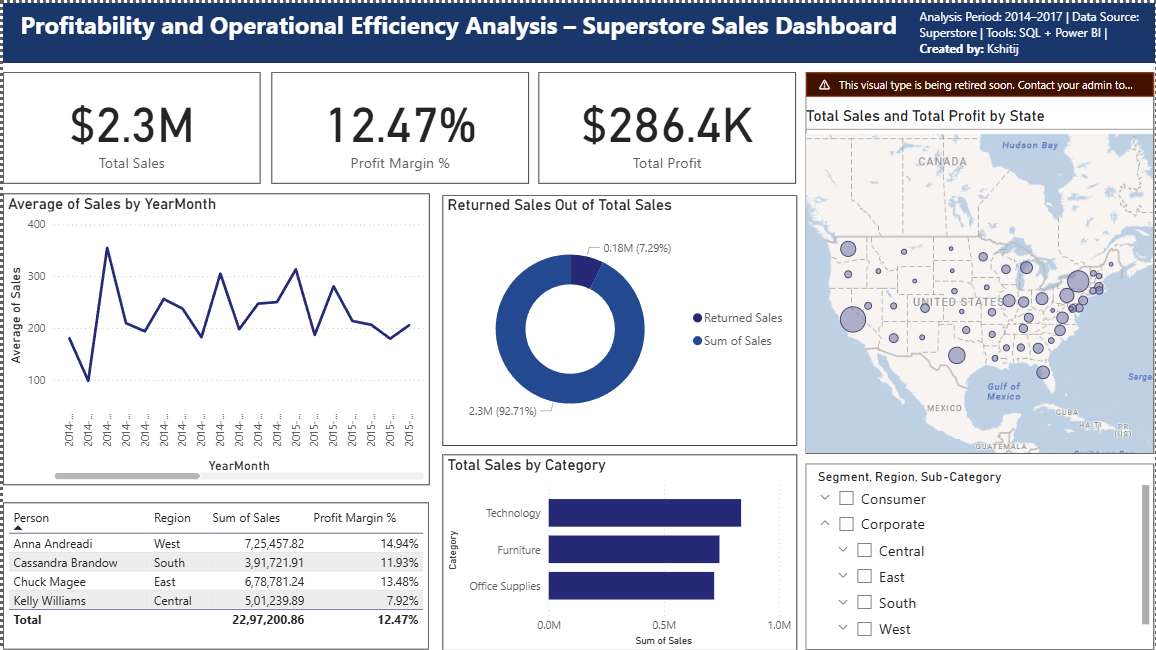 Profitability and Operational Efficiency Analysis – Superstore Sales Dashboard
Analysis Period: 2014–2017 | Data Source:
Superstore | Tools: SQL + Power BI |
Created by: Kshitij
$2.3M
Total Sales
12.47%
Profit Margin %
$286.4K
Total Profit
This visual type is being retired soon. Contact your admin to...
Total Sales and Total Profit by State
Hudson Bay
CANADA
UNITED STATES
Gulf of
Mexico
MEXICO
CUBA
HAITI
PR
(US)
GUATEMALA
Sarga
Average of Sales by YearMonth
Average of Sales
400
300
200
100
2014-...
2014-...
2014-...
2014-...
2014-...
2014-...
2014-...
2014-...
2014-...
2014-...
2014-...
2014-...
2015-...
2015-...
2015-...
2015-...
2015-...
2015-...
2015-...
YearMonth
Returned Sales Out of Total Sales
0.18M (7.29%)
2.3M (92.71%)
Returned Sales
Sum of Sales
Person Region Sum of Sales Profit Margin %
Anna Andreadi West 7,25,457.82 14.94%
Cassandra Brandow South 3,91,721.91 11.93%
Chuck Magee East 6,78,781.24 13.48%
Kelly Williams Central 5,01,239.89 7.92%
Total 22,97,200.86 12.47%
Total Sales by Category
Category
Technology
Furniture
Office Supplies
0.0M 0.5M 1.0M
Sum of Sales
Segment, Region, Sub-Category
Consumer
Corporate
Central
East
South
West